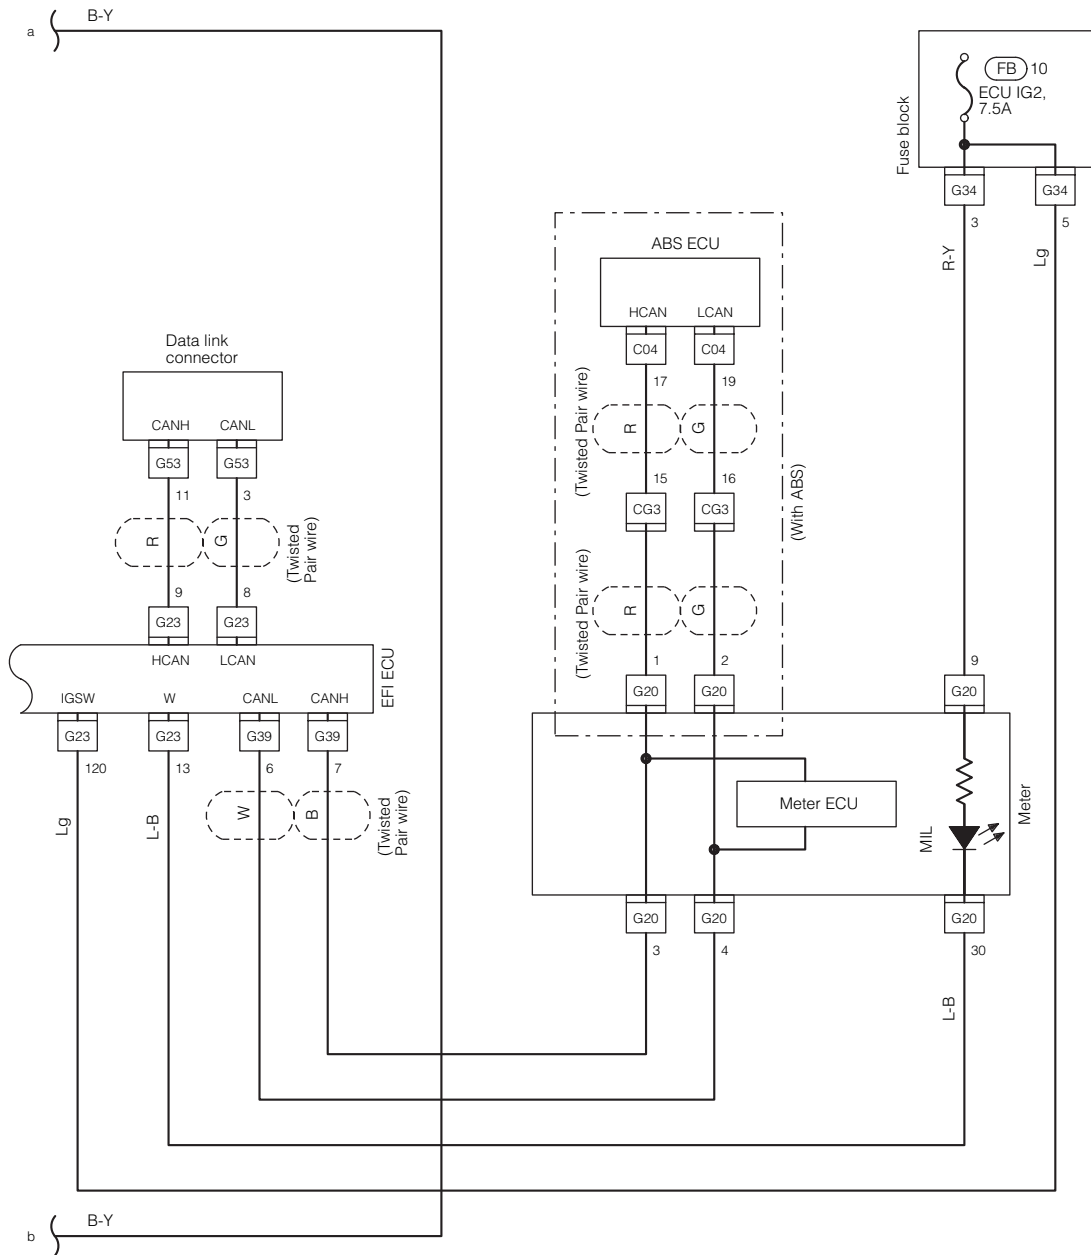 a
B-Y
FB
10
ECU IG2,
7.5A
Fuse block
G34
G34
3
5
R-Y
Lg
ABS ECU
HCAN
LCAN
C04
C04
17
19
(Twisted Pair wire)
R
G
15
16
CG3
CG3
(With ABS)
(Twisted Pair wire)
R
G
1
2
G20
G20
9
G20
Data link
connector
CANH
CANL
G53
G53
11
3
R
G
(Twisted
Pair wire)
9
8
G23
G23
HCAN
LCAN
EFI ECU
IGSW
W
CANL
CANH
G23
G23
G39
G39
120
13
6
7
Lg
L-B
W
B
(Twisted
Pair wire)
Meter ECU
MIL
Meter
G20
G20
G20
3
4
30
L-B
b
B-Y